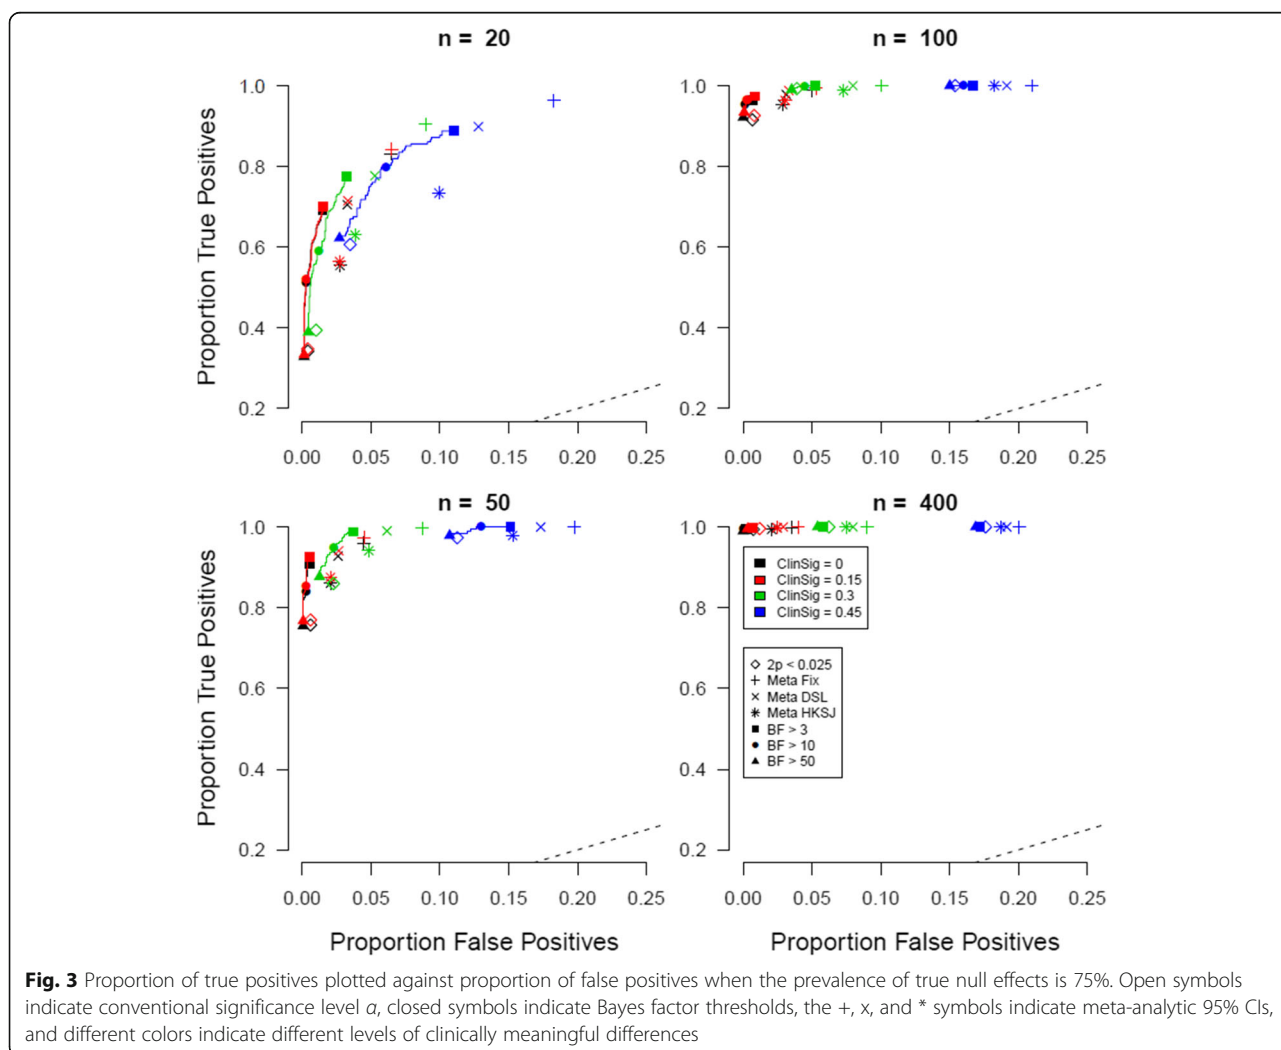 n = 20
n = 100
Proportion True Positives
1.0
0.8
0.6
0.4
0.2
0.00 0.05 0.10 0.15 0.20 0.25
1.0
0.8
0.6
0.4
0.2
0.00 0.05 0.10 0.15 0.20 0.25
n = 50
n = 400
Proportion True Positives
1.0
0.8
0.6
0.4
0.2
0.00 0.05 0.10 0.15 0.20 0.25
Proportion False Positives
1.0
0.8
0.6
0.4
0.2
ClinSig = 0
ClinSig = 0.15
ClinSig = 0.3
ClinSig = 0.45
2p < 0.025
Meta Fix
Meta DSL
Meta HKSJ
BF > 3
BF > 10
BF > 50
0.00 0.05 0.10 0.15 0.20 0.25
Proportion False Positives
Fig. 3 Proportion of true positives plotted against proportion of false positives when the prevalence of true null effects is 75%. Open symbols
indicate conventional significance level α, closed symbols indicate Bayes factor thresholds, the +, x, and * symbols indicate meta-analytic 95% CIs,
and different colors indicate different levels of clinically meaningful differences